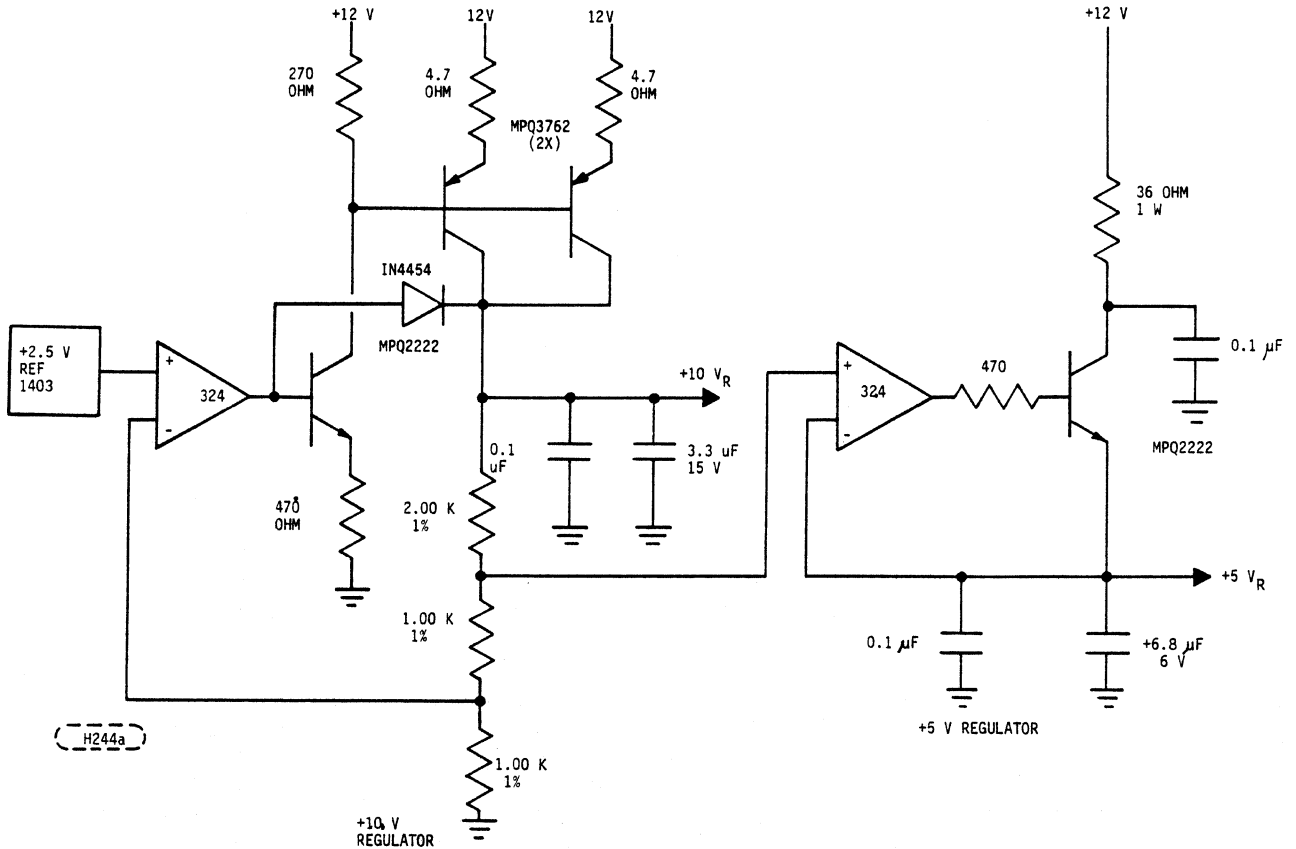 +12 V
12V
12V
+12 V
270
OHM
4.7
OHM
4.7
OHM
MPQ3762
(2X)
36 OHM
1 W
IN4454
MPQ2222
+2.5 V
REF
1403
+
324
-
+10 VR
+
324
-
470
0.1 µF
MPQ2222
0.1
uF
3.3 uF
15 V
470
OHM
2.00 K
1%
1.00 K
1%
+5 VR
0.1 µF
+6.8 µF
6 V
+5 V REGULATOR
H244a
1.00 K
1%
+10 V
REGULATOR